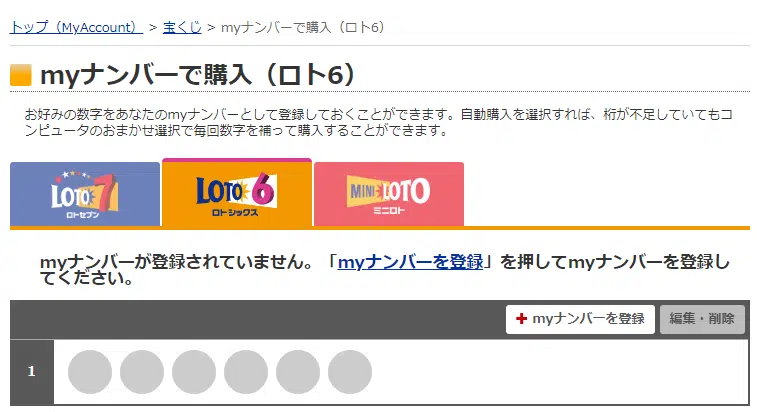 トップ（MyAccount） > 宝くじ > myナンバーで購入（ロト6）
myナンバーで購入（ロト6）
お好みの数字をあなたのmyナンバーとして登録しておくことができます。自動購入を選択すれば、桁が不足していてもコ
ンピュータのおまかせ選択で毎回数字を補って購入することができます。
LOTO 7
ロトセブン
LOTO 6
ロトシックス
MINI LOTO
ミニロト
myナンバーが登録されていません。「myナンバーを登録」を押してmyナンバーを登録し
てください。
+ myナンバーを登録
編集・削除
1